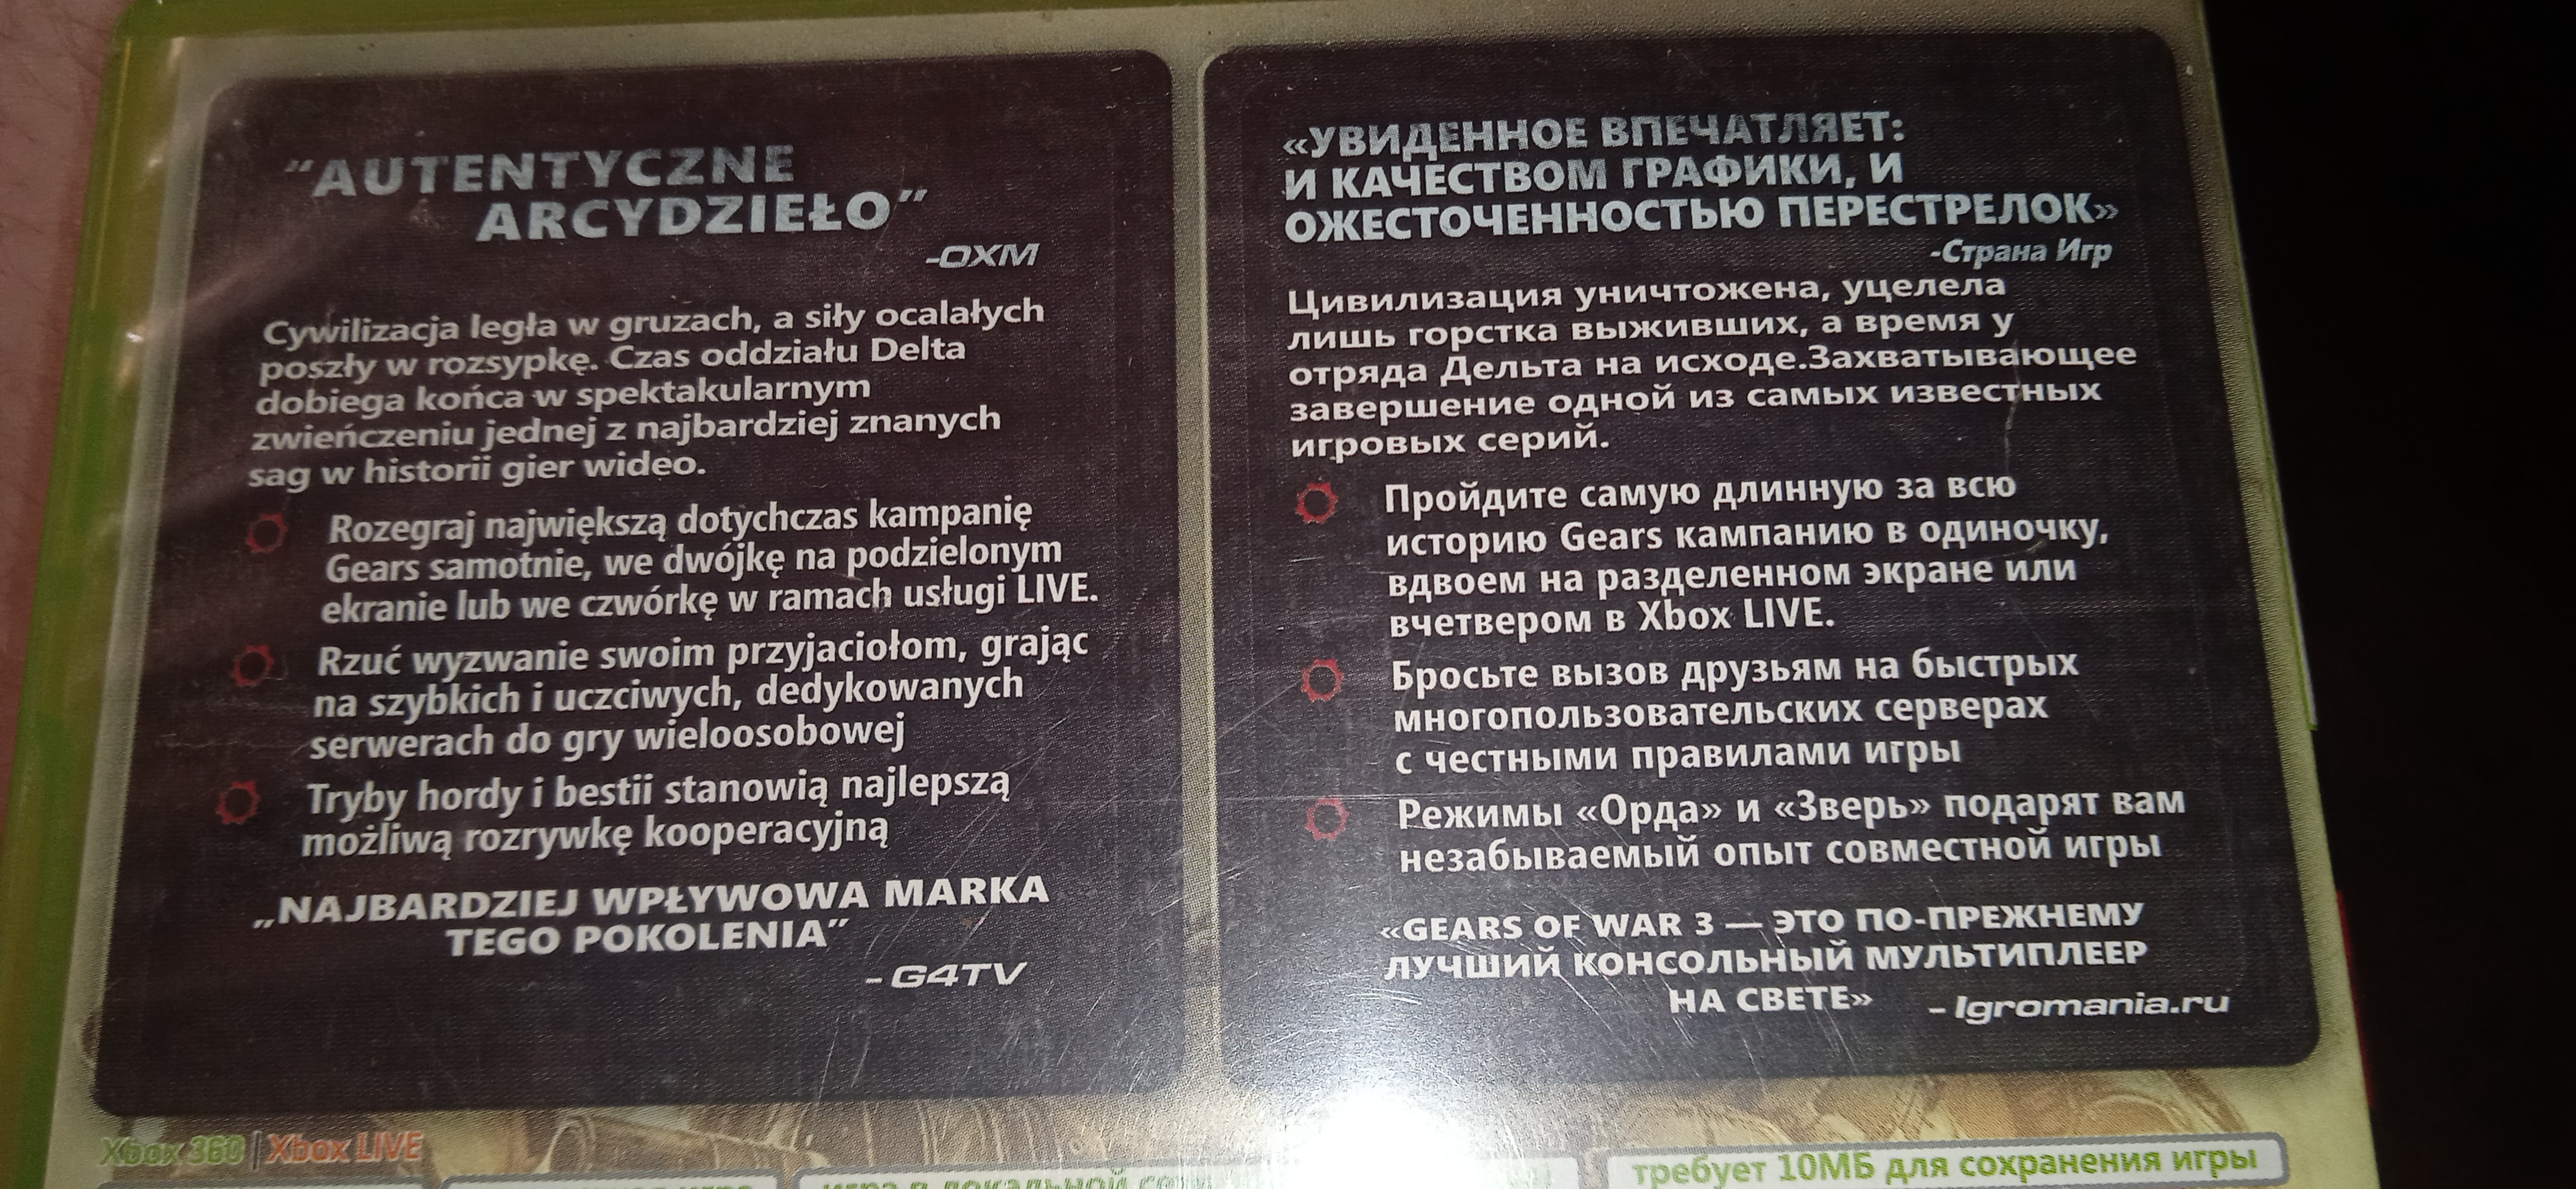 “AUTENTYCZNE
ARCYDZIEŁO”
-OXM
Cywilizacja legła w gruzach, a siły ocalałych
poszły w rozsypkę. Czas oddziału Delta
dobiega końca w spektakularnym
zwieńczeniu jednej z najbardziej znanych
sag w historii gier wideo.
Rozegraj największą dotychczas kampanię
Gears samotnie, we dwójkę na podzielonym
ekranie lub we czwórkę w ramach usługi LIVE.
Rzuć wyzwanie swoim przyjaciołom, grając
na szybkich i uczciwych, dedykowanych
serwerach do gry wieloosobowej
Tryby hordy i bestii stanowią najlepszą
możliwą rozrywkę kooperacyjną
„NAJBARDZIEJ WPŁYWOWA MARKA
TEGO POKOLENIA”
- G4TV
«УВИДЕННОЕ ВПЕЧАТЛЯЕТ:
И КАЧЕСТВОМ ГРАФИКИ, И
ОЖЕСТОЧЕННОСТЬЮ ПЕРЕСТРЕЛОК»
-Страна Игр
Цивилизация уничтожена, уцелела
лишь горстка выживших, а время у
отряда Дельта на исходе.Захватывающее
завершение одной из самых известных
игровых серий.
Пройдите самую длинную за всю
историю Gears кампанию в одиночку,
вдвоем на разделенном экране или
вчетвером в Xbox LIVE.
Бросьте вызов друзьям на быстрых
многопользовательских серверах
с честными правилами игры
Режимы «Орда» и «Зверь» подарят вам
незабываемый опыт совместной игры
«GEARS OF WAR 3 — ЭТО ПО-ПРЕЖНЕМУ
ЛУЧШИЙ КОНСОЛЬНЫЙ МУЛЬТИПЛЕЕР
НА СВЕТЕ» - Igromania.ru
Xbox 360 | Xbox LIVE
игра
игра в локальной сети
требует 10МБ для сохранения игры